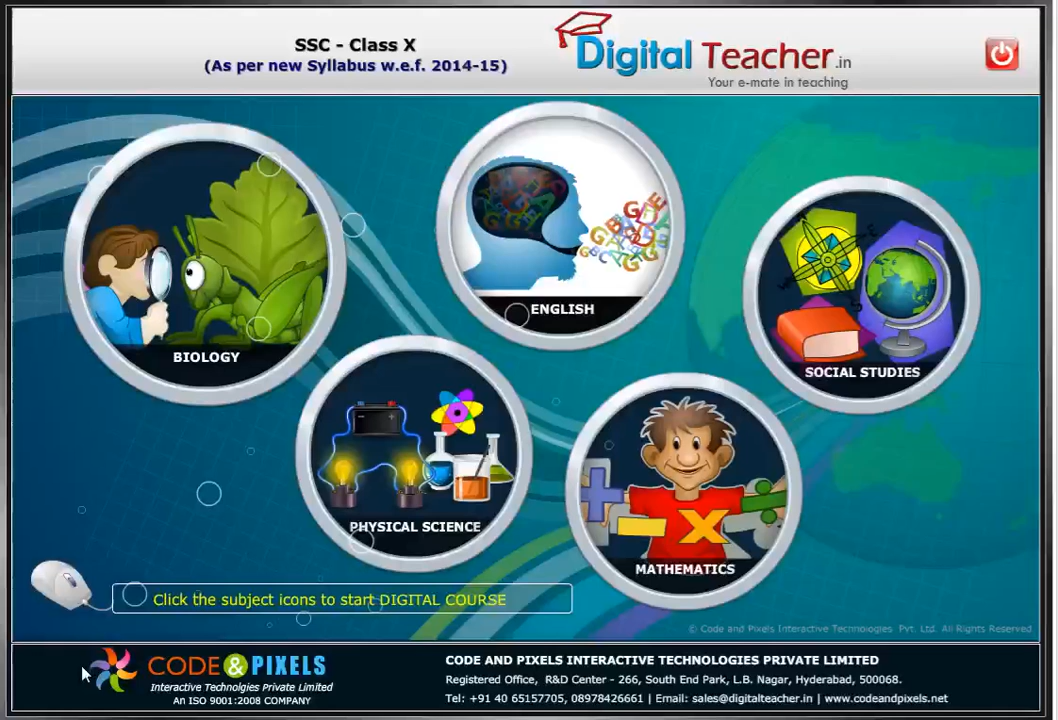 SSC - Class X
(As per new Syllabus w.e.f. 2014-15)
Digital Teacher.in
Your e-mate in teaching
ENGLISH
BIOLOGY
SOCIAL STUDIES
PHYSICAL SCIENCE
MATHEMATICS
Click the subject icons to start DIGITAL COURSE
© Code and Pixels Interactive Technologies Pvt. Ltd. All Rights Reserved
CODE & PIXELS
Interactive Technolgies Private Limited
An ISO 9001:2008 COMPANY
CODE AND PIXELS INTERACTIVE TECHNOLOGIES PRIVATE LIMITED
Registered Office, R&D Center - 266, South End Park, L.B. Nagar, Hyderabad, 500068.
Tel: +91 40 65157705, 08978426661 | Email: sales@digitalteacher.in | www.codeandpixels.net